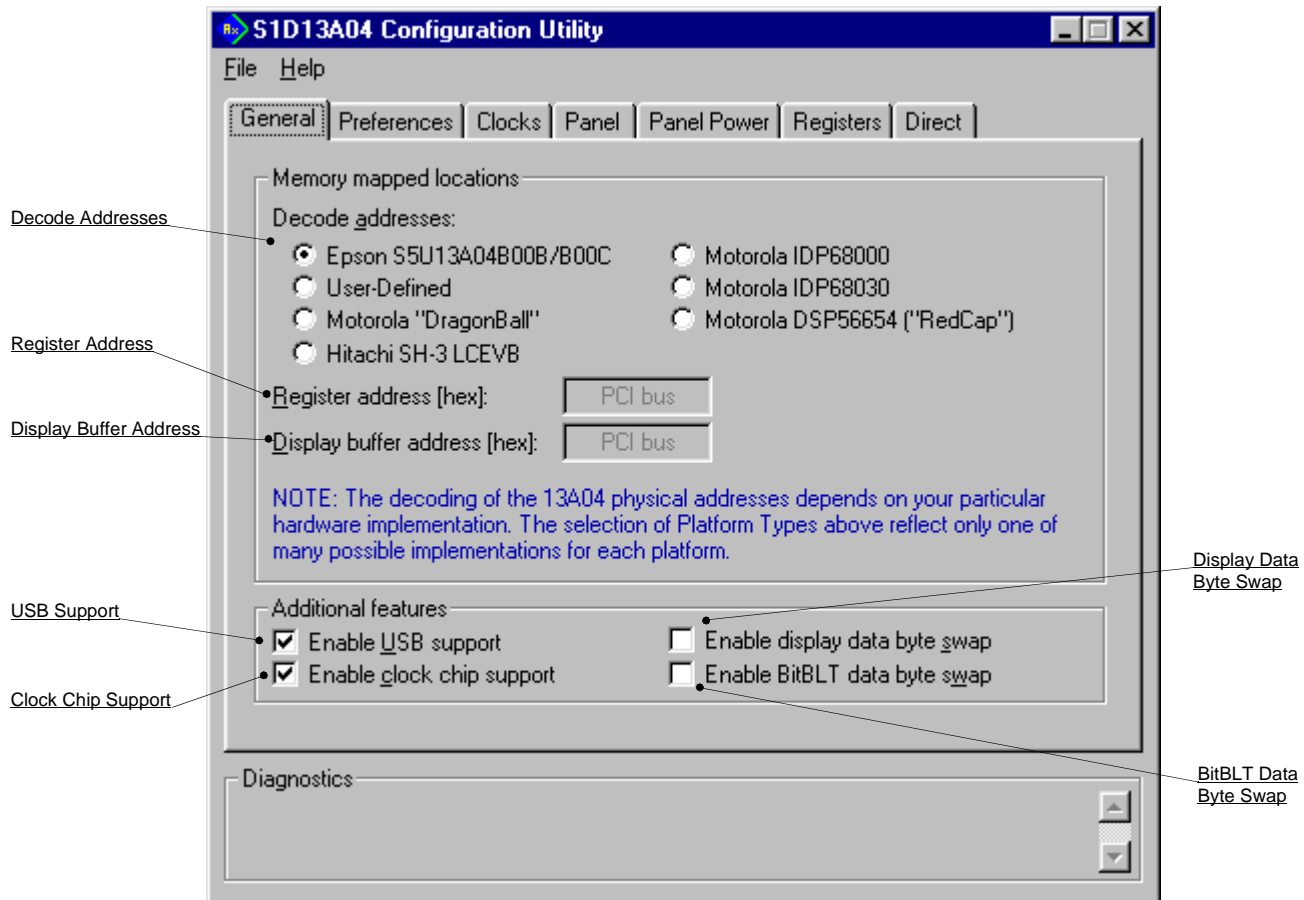 S1D13A04 Configuration Utility
File Help
General Preferences Clocks Panel Panel Power Registers Direct
Memory mapped locations
Decode Addresses
Decode addresses:
Epson S5U13A04B00B/B00C Motorola IDP68000
User-Defined Motorola IDP68030
Motorola "DragonBall" Motorola DSP56654 ("RedCap")
Register Address
Hitachi SH-3 LCEVB
Register address [hex]: PCI bus
Display Buffer Address
Display buffer address [hex]: PCI bus
NOTE: The decoding of the 13A04 physical addresses depends on your particular
hardware implementation. The selection of Platform Types above reflect only one of
many possible implementations for each platform.
Display Data
Byte Swap
USB Support
Additional features
Enable USB support Enable display data byte swap
Enable clock chip support Enable BitBLT data byte swap
Clock Chip Support
BitBLT Data
Byte Swap
Diagnostics